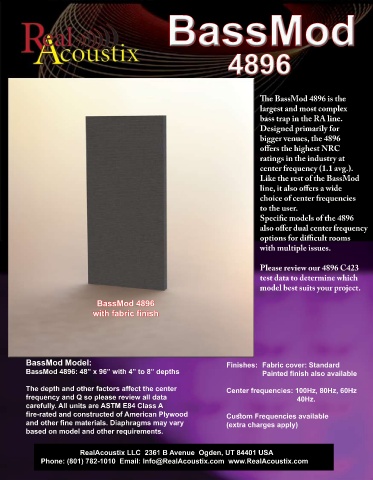 RealAcoustix
BassMod
4896
The BassMod 4896 is the
largest and most complex
bass trap in the RA line.
Designed primarily for
bigger venues, the 4896
offers the highest NRC
ratings in the industry at
center frequency (1.1 avg.).
Like the rest of the BassMod
line, it also offers a wide
choice of center frequencies
to the user.
Specific models of the 4896
also offer dual center frequency
options for difficult rooms
with multiple issues.
Please review our 4896 C423
test data to determine which
model best suits your project.
BassMod 4896
with fabric finish
BassMod Model:
BassMod 4896: 48" x 96" with 4" to 8" depths
The depth and other factors affect the center
frequency and Q so please review all data
carefully. All units are ASTM E84 Class A
fire-rated and constructed of American Plywood
and other fine materials. Diaphragms may vary
based on model and other requirements.
Finishes: Fabric cover: Standard
Painted finish also available
Center frequencies: 100Hz, 80Hz, 60Hz
40Hz.
Custom Frequencies available
(extra charges apply)
RealAcoustix LLC 2361 B Avenue Ogden, UT 84401 USA
Phone: (801) 782-1010 Email: Info@RealAcoustix.com www.RealAcoustix.com